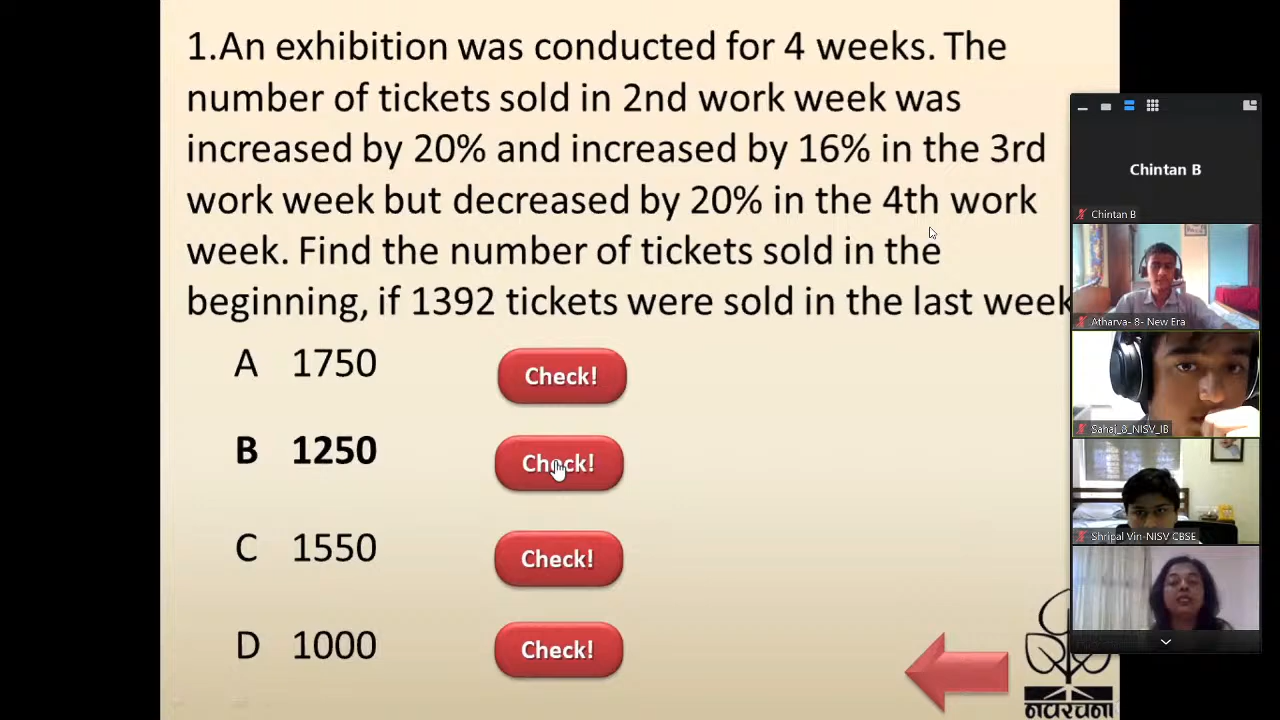 1.An exhibition was conducted for 4 weeks. The
number of tickets sold in 2nd work week was
increased by 20% and increased by 16% in the 3rd
work week but decreased by 20% in the 4th work
week. Find the number of tickets sold in the
beginning, if 1392 tickets were sold in the last week
A 1750 Check!
B 1250 Check!
C 1550 Check!
D 1000 Check!
नवरचना
Chintan B
Chintan B
Atharva- 8- New Era
Sahaj_8_NISV_IB
Shripal Vin-NISV CBSE